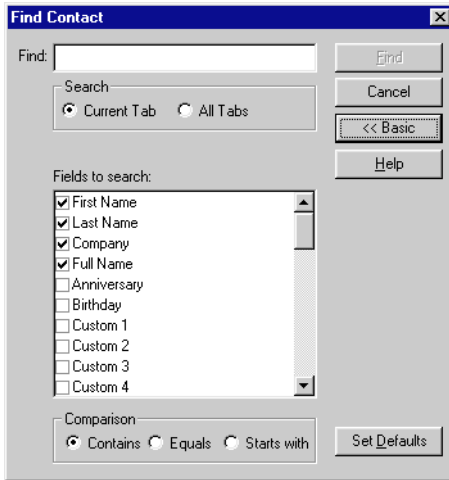 Find Contact
Find:
Find
Search
Current Tab All Tabs
Cancel
<< Basic
Help
Fields to search:
First Name
Last Name
Company
Full Name
Anniversary
Birthday
Custom 1
Custom 2
Custom 3
Custom 4
Comparison
Contains Equals Starts with
Set Defaults